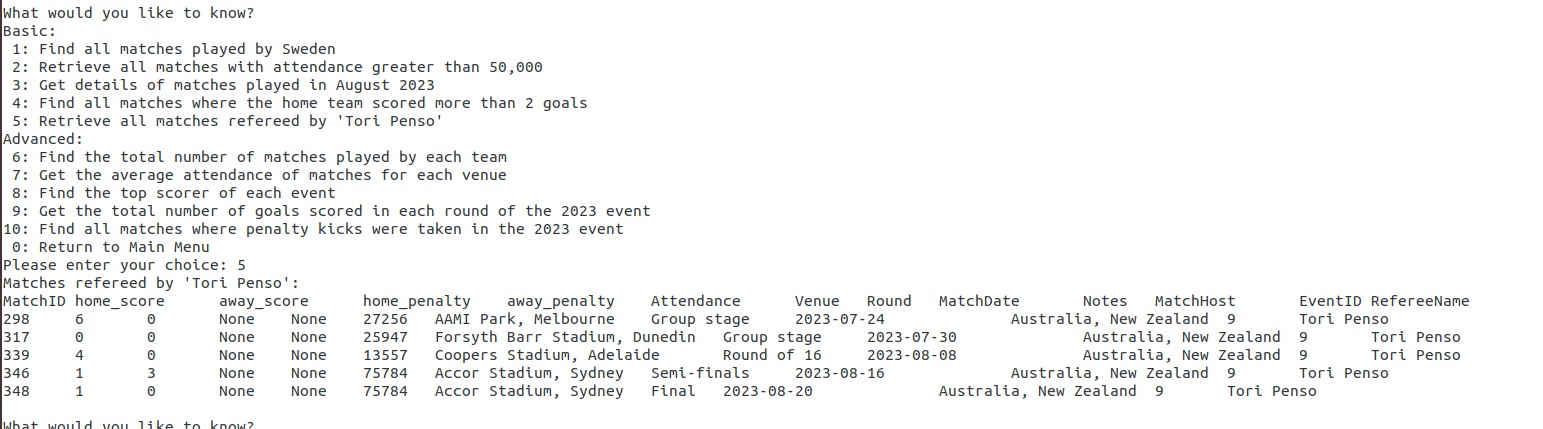 What would you like to know?
Basic:
 1: Find all matches played by Sweden
 2: Retrieve all matches with attendance greater than 50,000
 3: Get details of matches played in August 2023
 4: Find all matches where the home team scored more than 2 goals
 5: Retrieve all matches refereed by 'Tori Penso'
Advanced:
 6: Find the total number of matches played by each team
 7: Get the average attendance of matches for each venue
 8: Find the top scorer of each event
 9: Get the total number of goals scored in each round of the 2023 event
10: Find all matches where penalty kicks were taken in the 2023 event
 0: Return to Main Menu
Please enter your choice: 5
Matches refereed by 'Tori Penso':
MatchID home_score      away_score      home_penalty    away_penalty    Attendance      Venue   Round   MatchDate       Notes   MatchHost       EventID RefereeName
298     6       0       None    None    27256   AAMI Park, Melbourne    Group stage     2023-07-24              Australia, New Zealand  9       Tori Penso
317     0       0       None    None    25947   Forsyth Barr Stadium, Dunedin   Group stage     2023-07-30              Australia, New Zealand  9       Tori Penso
339     4       0       None    None    13557   Coopers Stadium, Adelaide       Round of 16     2023-08-08              Australia, New Zealand  9       Tori Penso
346     1       3       None    None    75784   Accor Stadium, Sydney   Semi-finals     2023-08-16              Australia, New Zealand  9       Tori Penso
348     1       0       None    None    75784   Accor Stadium, Sydney   Final   2023-08-20              Australia, New Zealand  9       Tori Penso
What would you like to know?